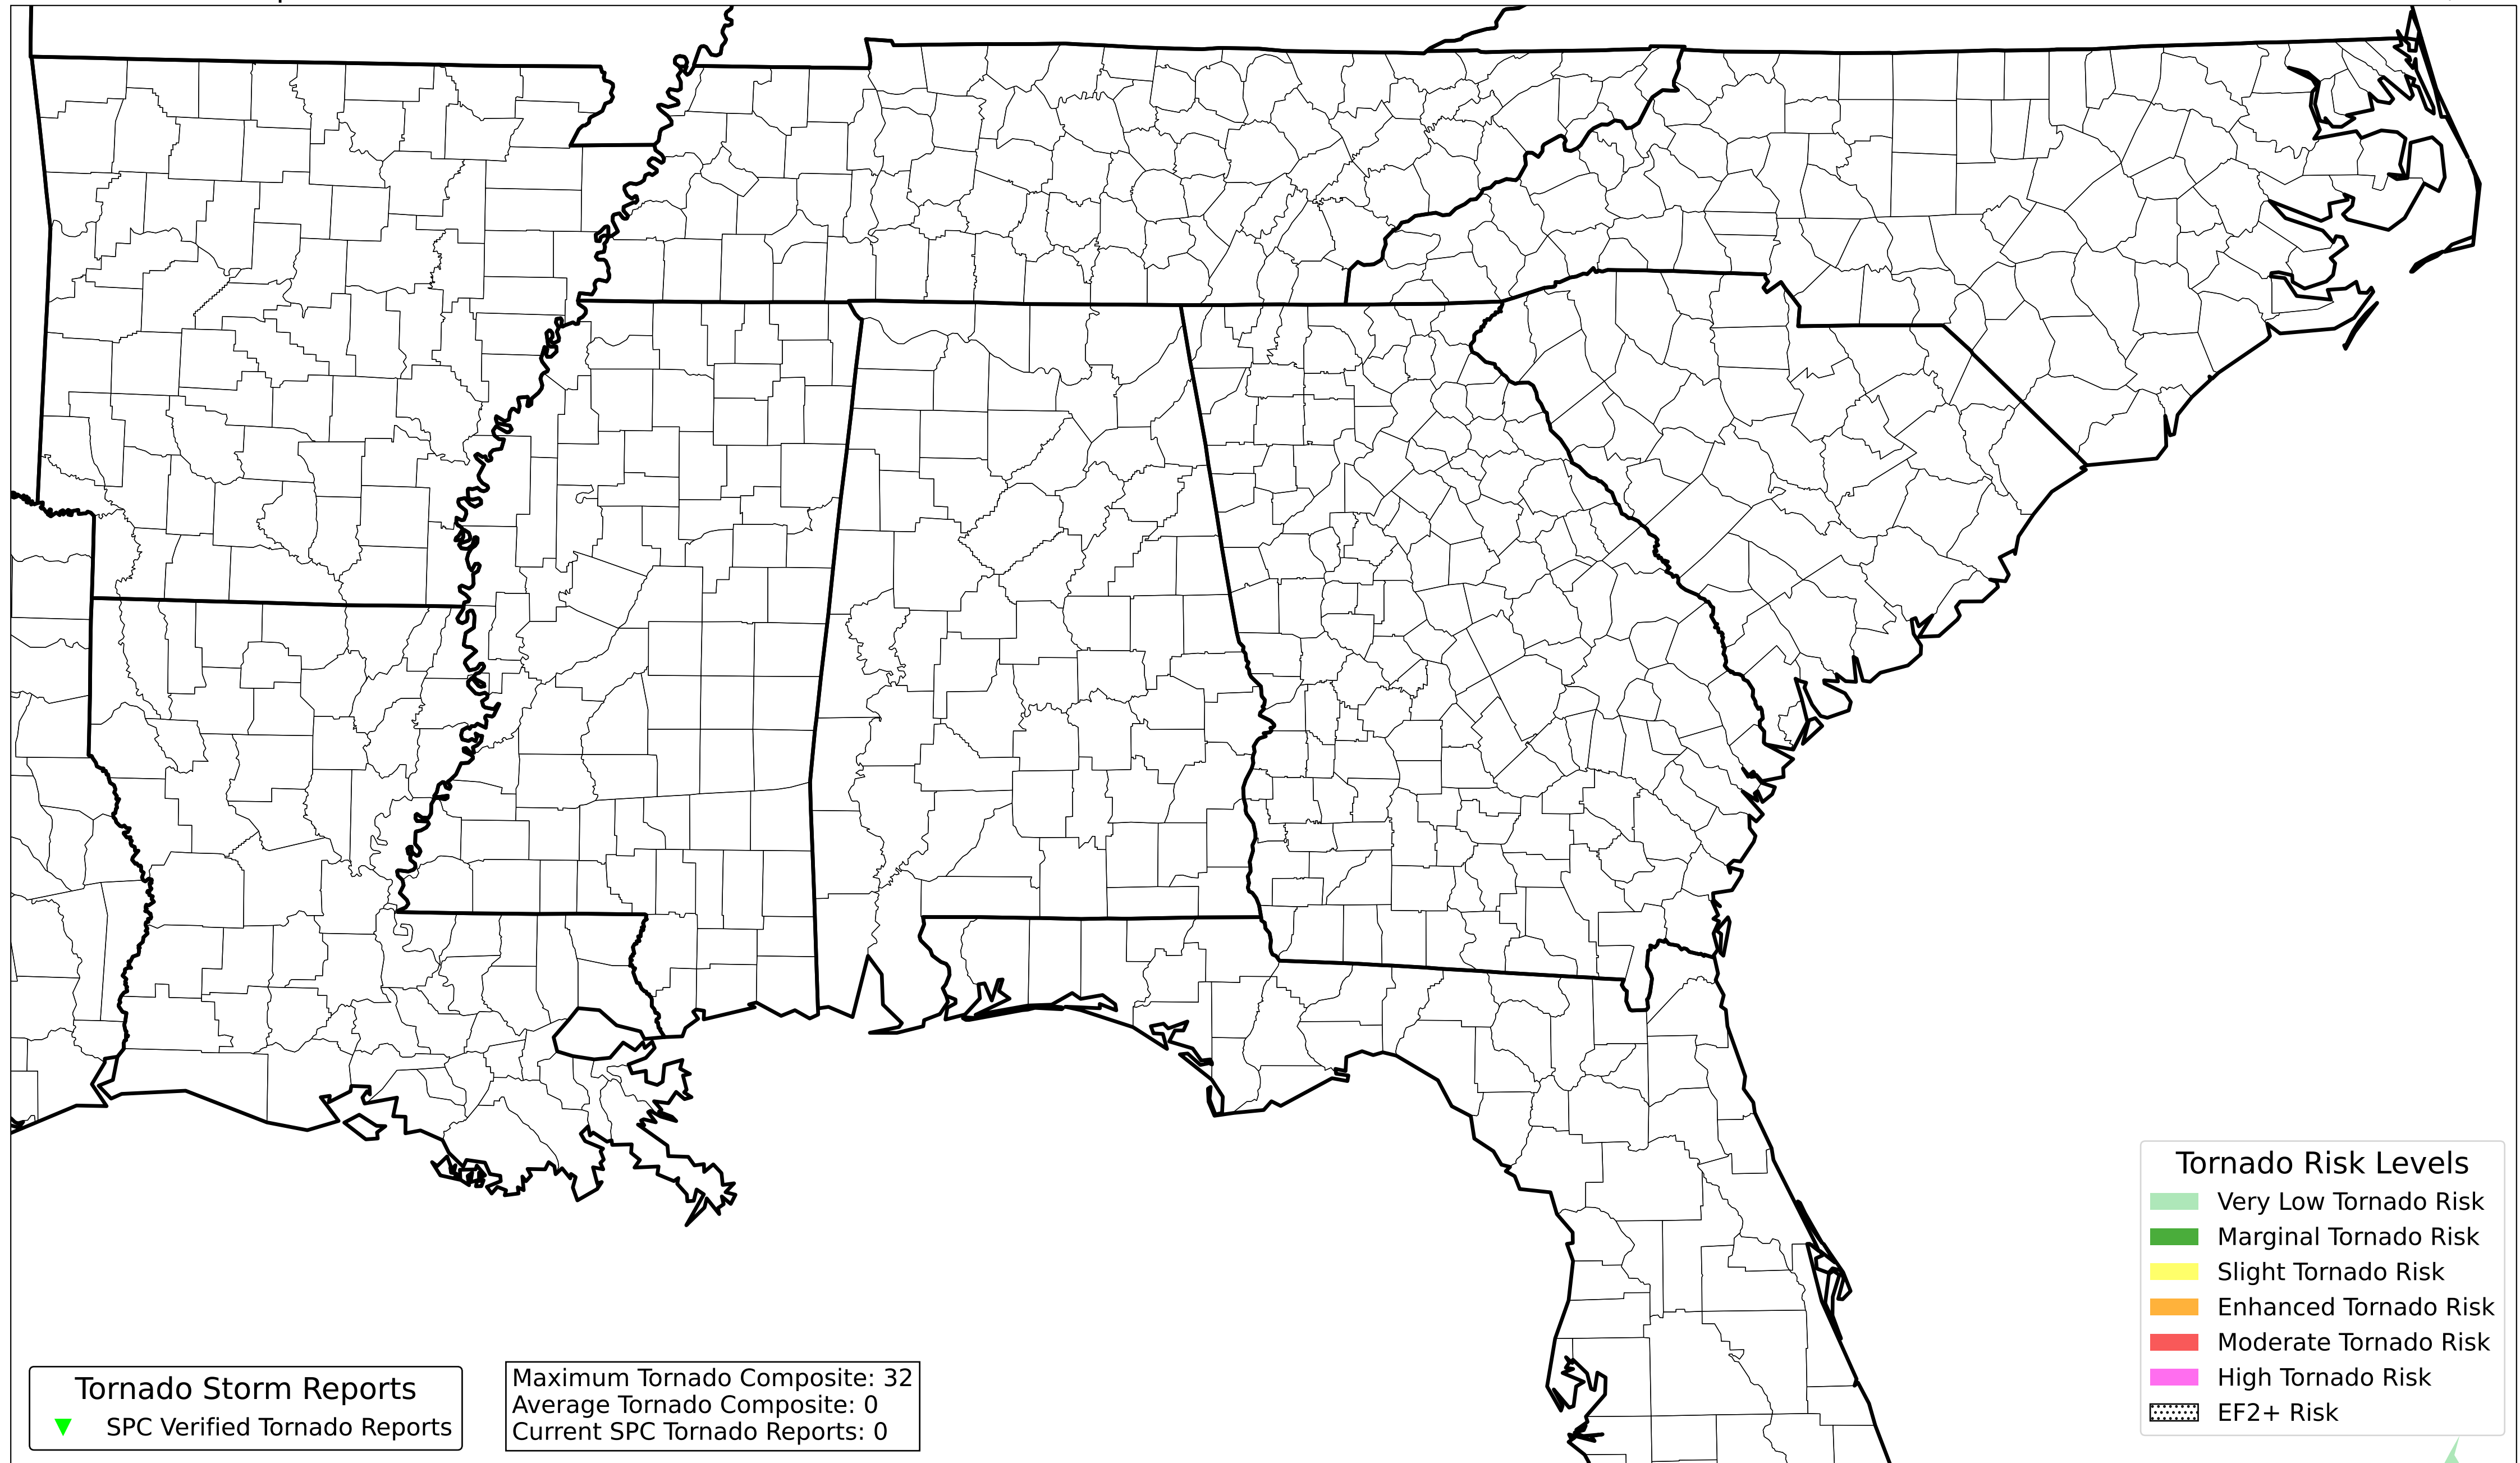 Tornado Risk Levels
Very Low Tornado Risk
Marginal Tornado Risk
Slight Tornado Risk
Enhanced Tornado Risk
Moderate Tornado Risk
High Tornado Risk
EF2+ Risk
Tornado Storm Reports
SPC Verified Tornado Reports
Maximum Tornado Composite: 32
Average Tornado Composite: 0
Current SPC Tornado Reports: 0